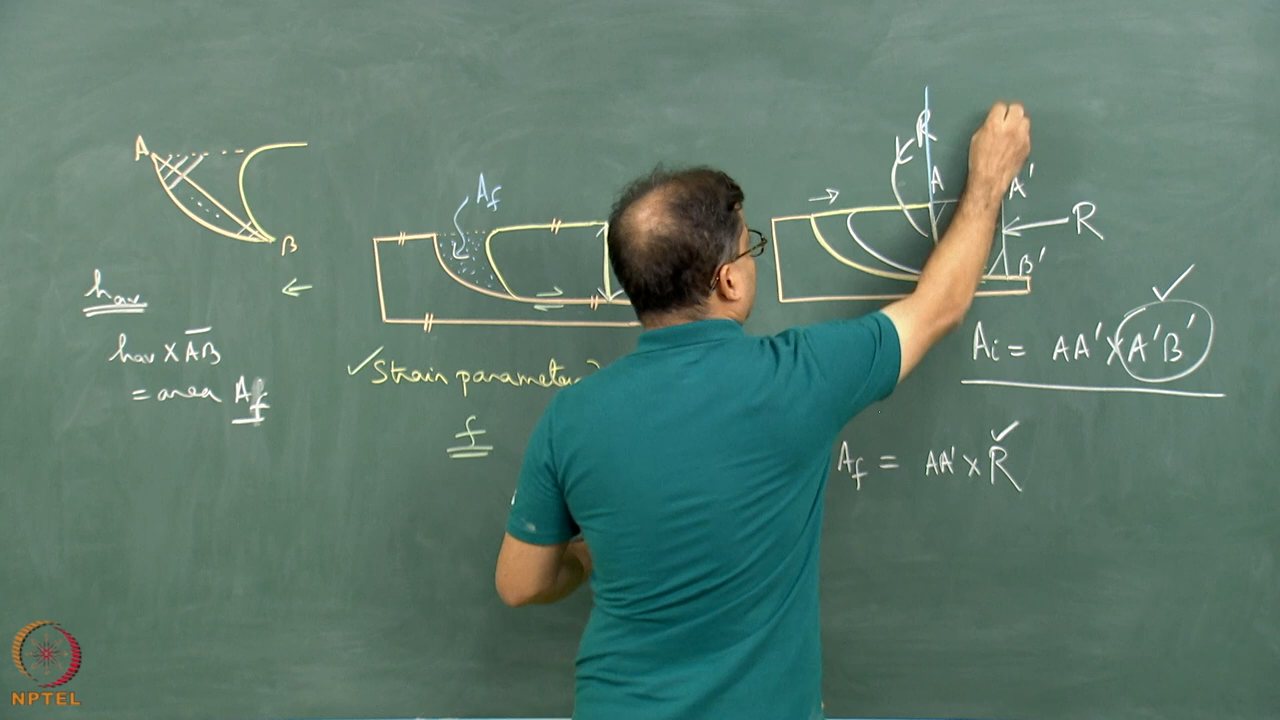 A
B
hav
hav X AB
= area Af
Af
✓Strain parameter
f
R
A
A'
R
B'
Ai = AA' X A'B'
Af = AA' X R
NPTEL